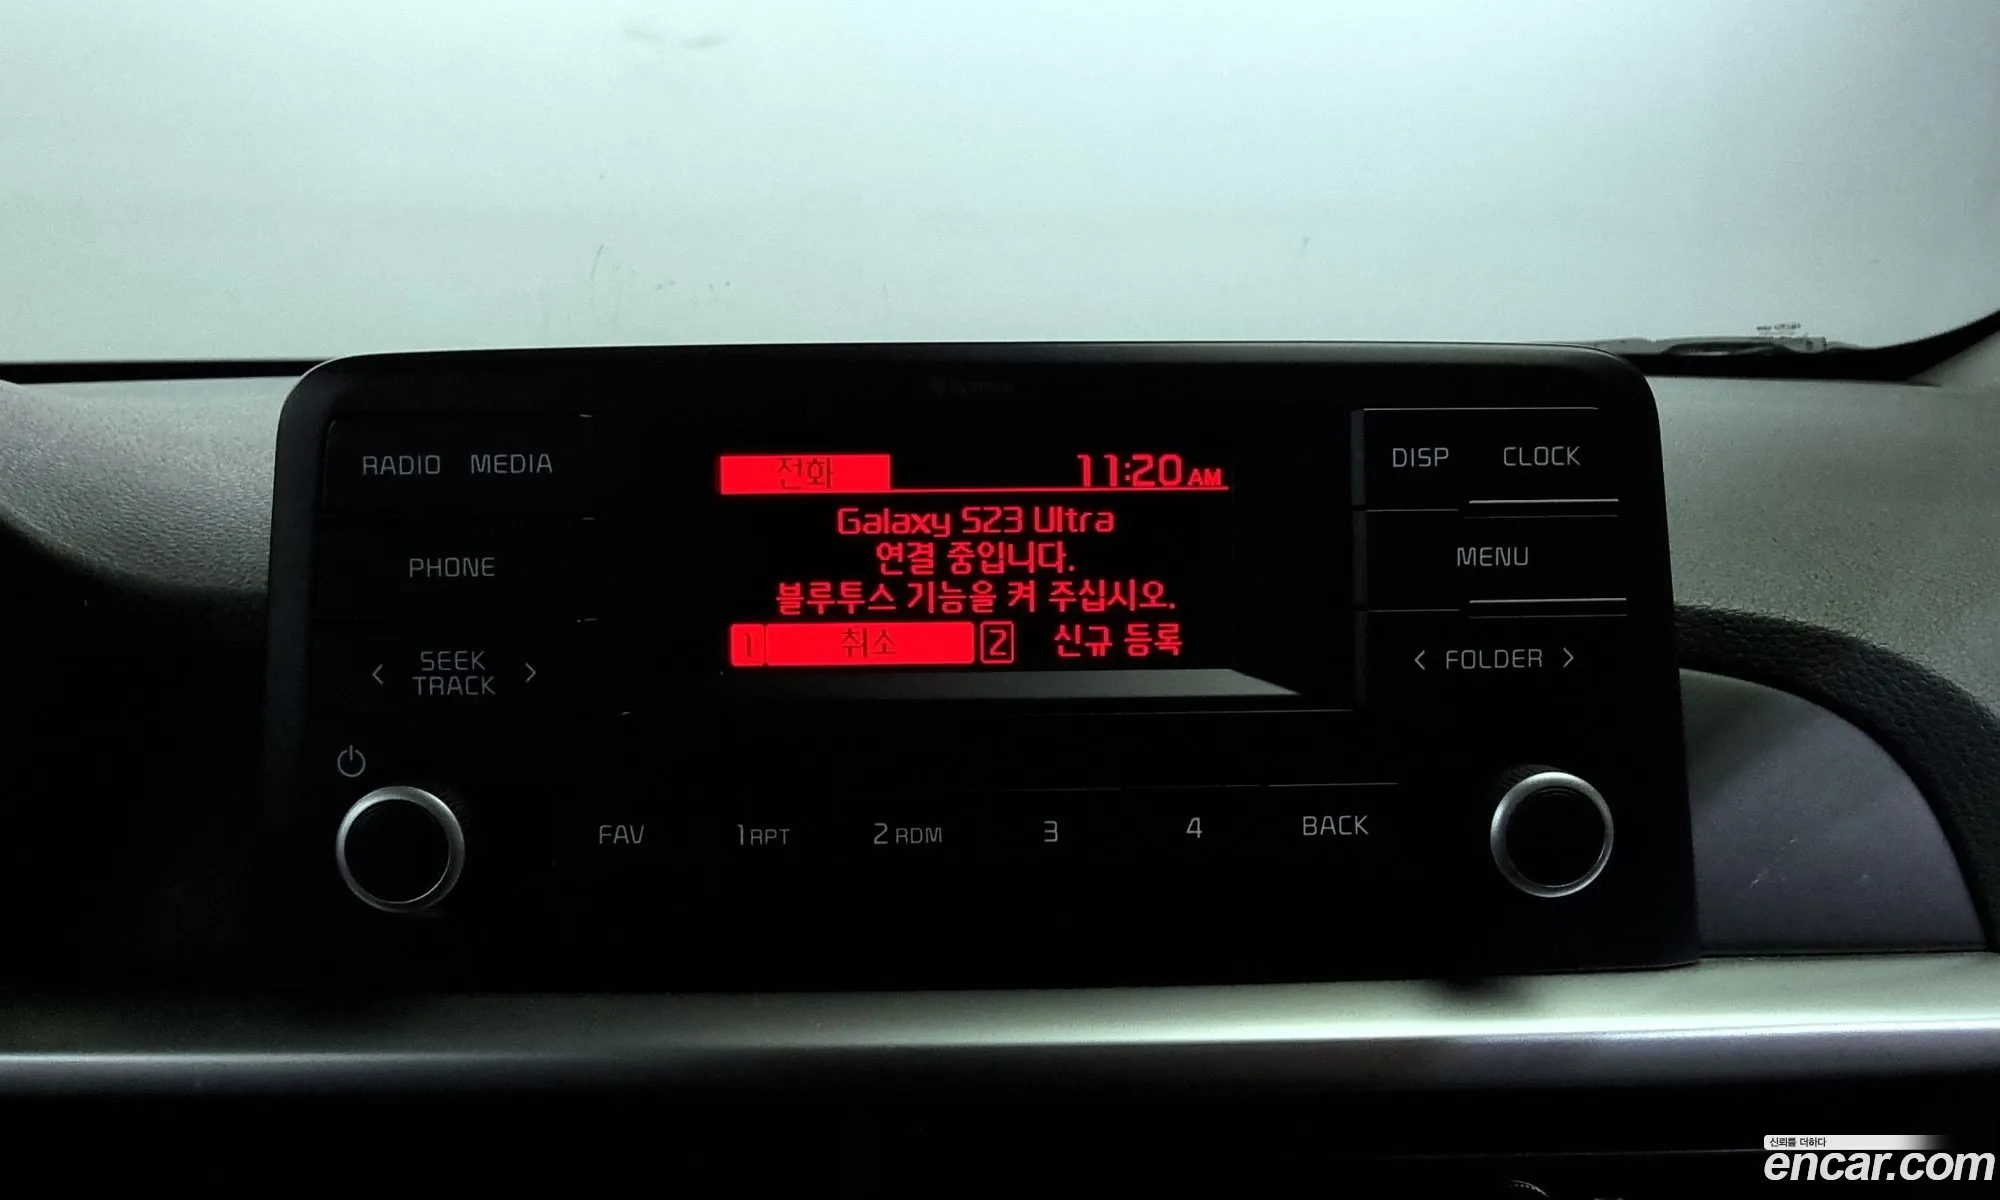 RADIO MEDIA
PHONE
SEEK
TRACK
전화 11:20 AM
Galaxy S23 Ultra
연결 중입니다.
블루투스 기능을 켜 주십시오.
1 취소 2 신규 등록
DISP CLOCK
MENU
FOLDER
FAV 1 RPT 2 RDM 3 4 BACK
신뢰를 더하다
encar.com